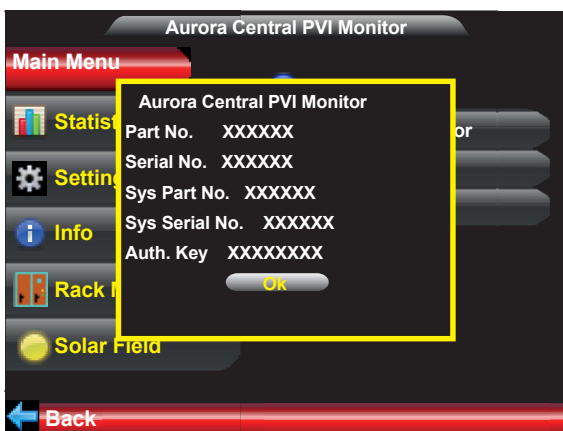 Aurora Central PVI Monitor
Main Menu
Aurora Central PVI Monitor
Part No. XXXXXX
Serial No. XXXXXX
Sys Part No. XXXXXX
Sys Serial No. XXXXXX
Auth. Key XXXXXXXX
Ok
Info
Solar Field
Back